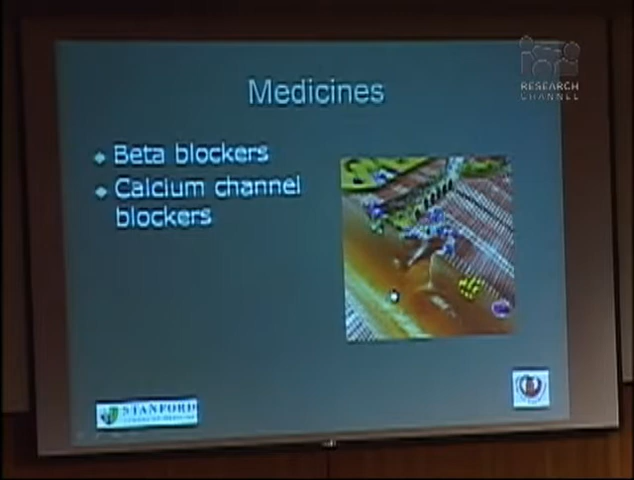 RESEARCH
CHANNEL
Medicines
Beta blockers
Calcium channel
blockers
STANFORD